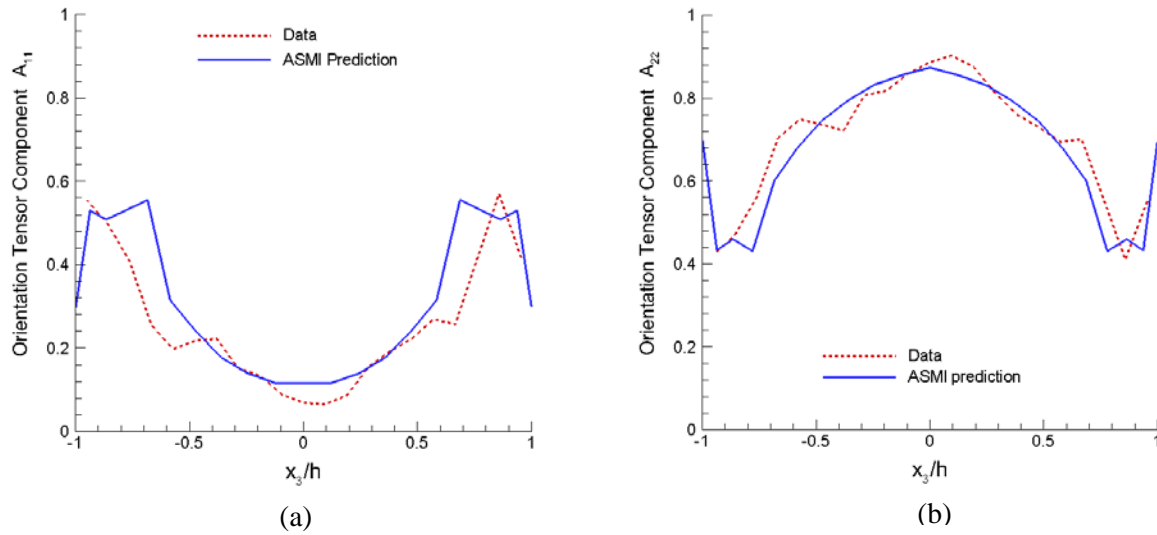 1
0.8
0.6
0.4
0.2
0
Orientation Tensor Component A₁₁
Data
ASMI Prediction
-1
-0.5
0
0.5
1
x₃/h
(a)
1
0.8
0.6
0.4
0.2
0
Orientation Tensor Component A₂₂
Data
ASMI prediction
-1
-0.5
0
0.5
1
x₃/h
(b)